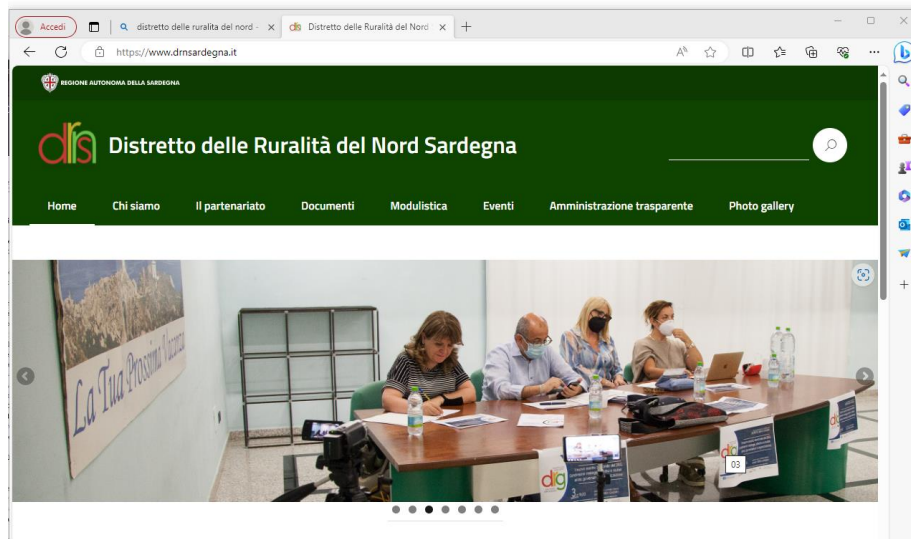 Accedi
distretto delle ruralita del nord -
Distretto delle Ruralità del Nord
https://www.drnsardegna.it
REGIONE AUTONOMA DELLA SARDEGNA
Distretto delle Ruralità del Nord Sardegna
Home Chi siamo Il partenariato Documenti Modulistica Eventi Amministrazione trasparente Photo gallery
La Tua Prossima Vacanza
03